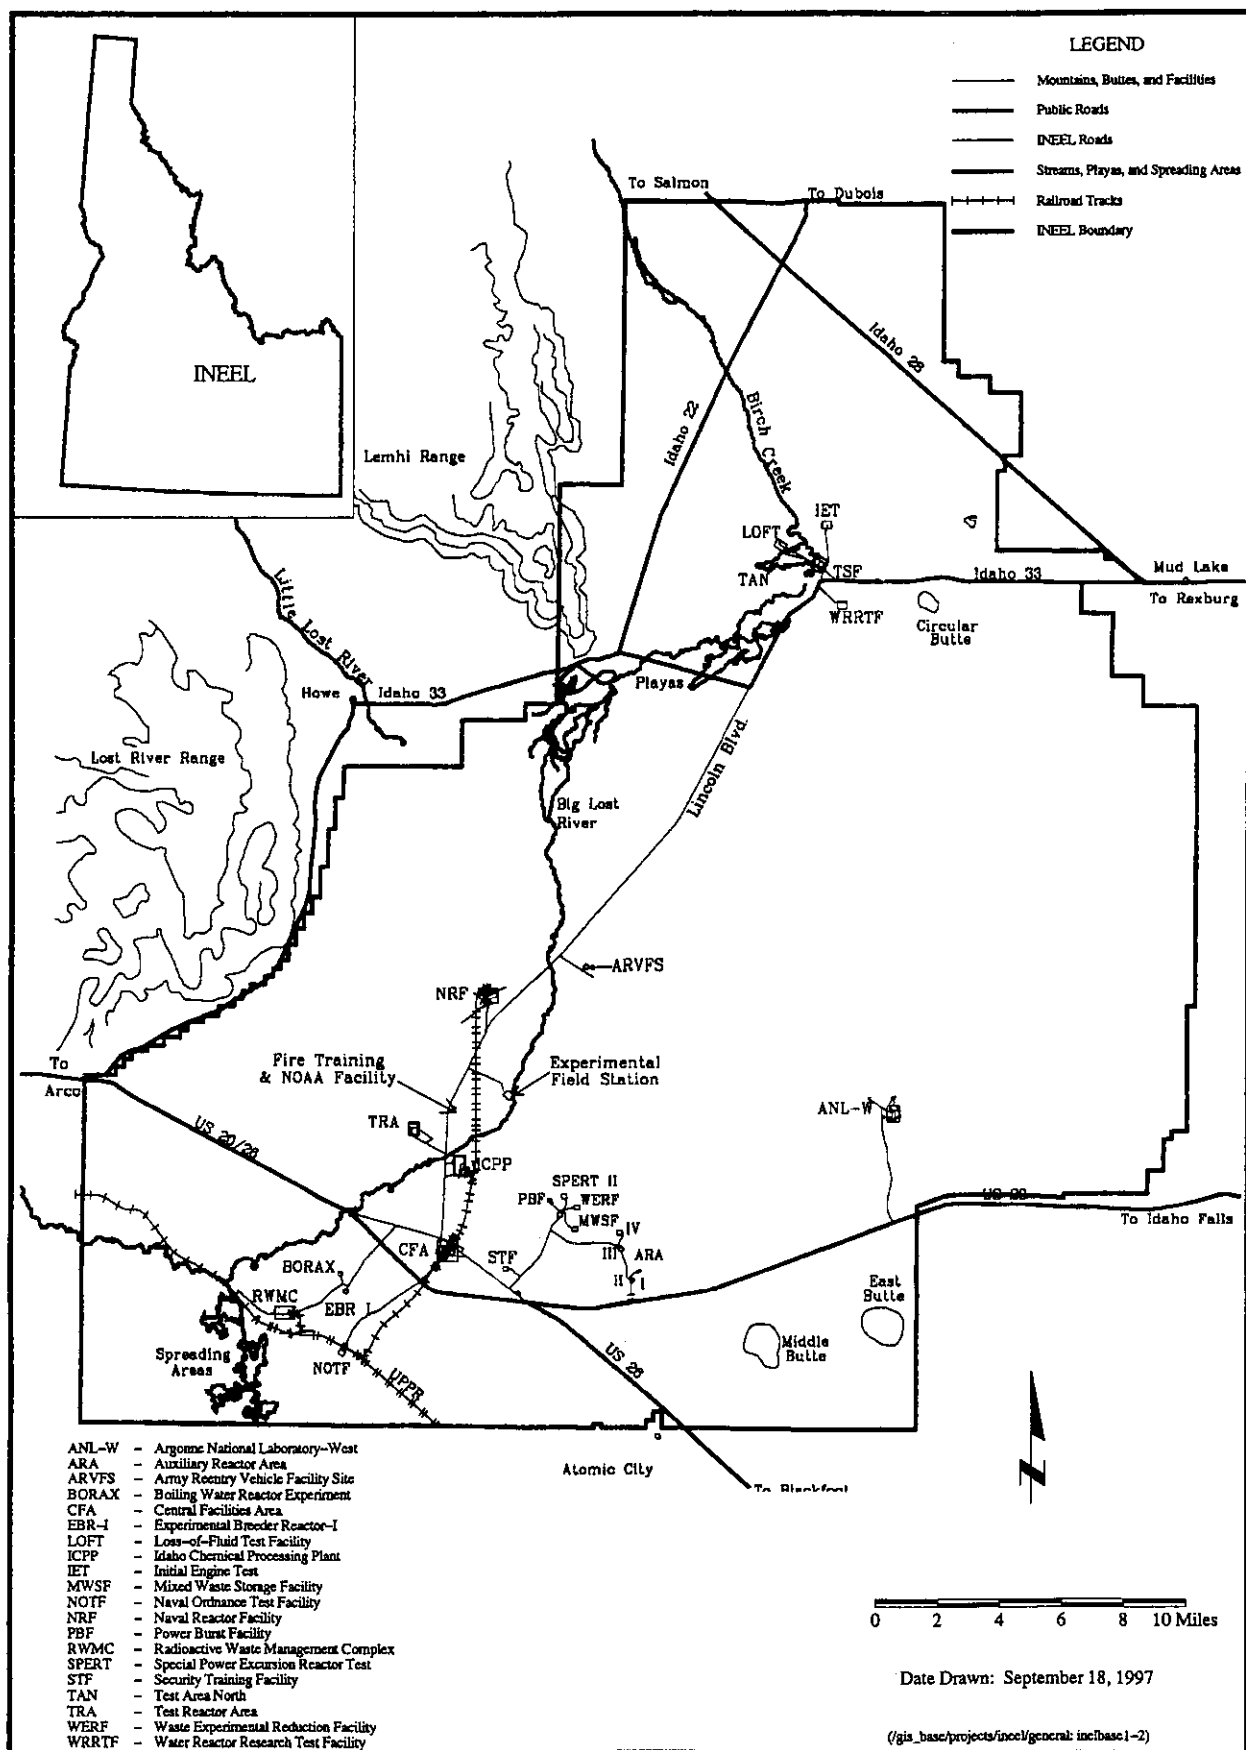 LEGEND
Mountains, Buttes, and Facilities
Public Roads
INEEL Roads
Streams, Playas, and Spreading Areas
Railroad Tracks
INEEL Boundary
INEEL
To Salmon
To Dubois
Idaho 28
Idaho 22
Birch Creek
Lemhi Range
IET
LOFT
TAN
TSF
Idaho 33
Mud Lake
To Rexburg
WRRTF
Circular
Butte
Little Lost River
Howe
Idaho 33
Playas
Lost River Range
Lincoln Blvd.
Big Lost
River
ARVFS
NRF
To
Arco
Fire Training
& NOAA Facility
Experimental
Field Station
ANL-W
TRA
US 20/26
ICPP
SPERT II
PBF
WERF
MWSF
IV
III
ARA
II
I
US 20
To Idaho Falls
CFA
STF
BORAX
EBR I
RWMC
East
Butte
Middle
Butte
Spreading
Areas
NOTF
UPPR
US 26
Atomic City
To Blackfoot
N
ANL-W - Argonne National Laboratory-West
ARA - Auxiliary Reactor Area
ARVFS - Army Reentry Vehicle Facility Site
BORAX - Boiling Water Reactor Experiment
CFA - Central Facilities Area
EBR-I - Experimental Breeder Reactor-I
LOFT - Loss-of-Fluid Test Facility
ICPP - Idaho Chemical Processing Plant
IET - Initial Engine Test
MWSF - Mixed Waste Storage Facility
NOTF - Naval Ordnance Test Facility
NRF - Naval Reactor Facility
PBF - Power Burst Facility
RWMC - Radioactive Waste Management Complex
SPERT - Special Power Excursion Reactor Test
STF - Security Training Facility
TAN - Test Area North
TRA - Test Reactor Area
WERF - Waste Experimental Reduction Facility
WRRTF - Water Reactor Research Test Facility
0 2 4 6 8 10 Miles
Date Drawn: September 18, 1997
(/gis_base/projects/ineel/general: inelbase1-2)